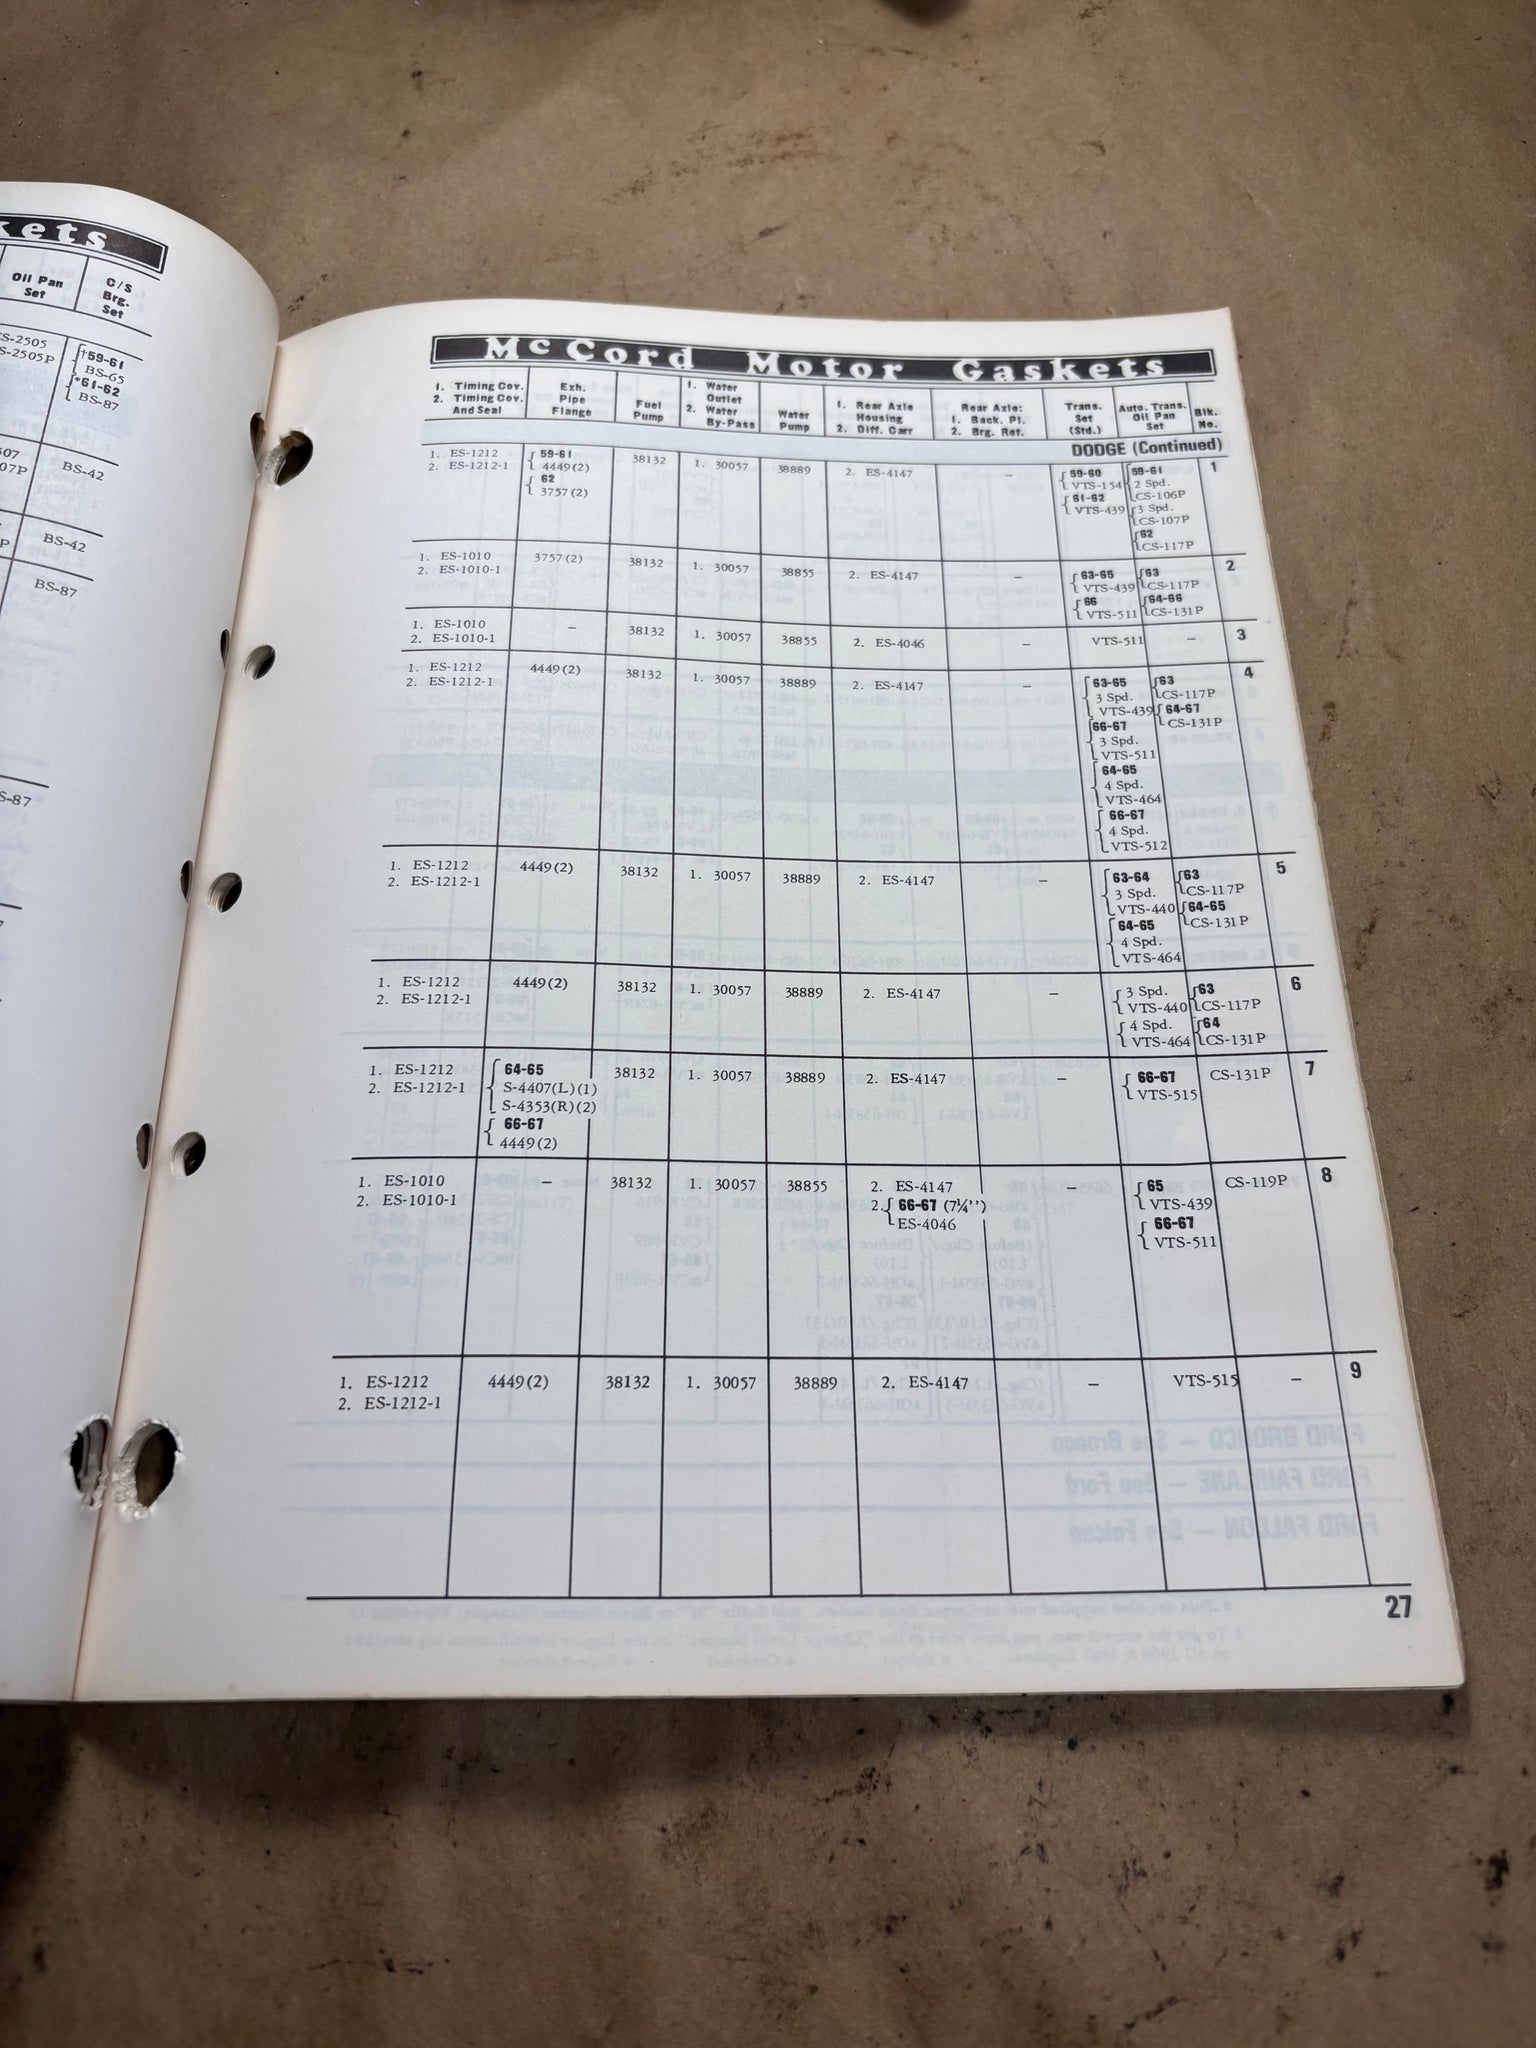 kets
Oil Pan
Set
C/S
Brg.
Set
S-2505
S-2505P
†59-61
BS-65
*61-62
BS-87
507
07P
BS-42
P
BS-42
BS-87
S-87
McCord Motor Gaskets
1. Timing Cov.
2. Timing Cov.
And Seal
Exh.
Pipe
Flange
Fuel
Pump
1. Water
Outlet
2. Water
By-Pass
Water
Pump
1. Rear Axle
Housing
2. Diff. Carr
Rear Axle:
1. Back. Pl.
2. Brg. Ret.
Trans.
Set
(Std.)
Auto. Trans.
Oil Pan
Set
Blk.
No.
DODGE (Continued)
1. ES-1212
2. ES-1212-1
59-61
4449(2)
62
3757(2)
38132
1. 30057
38889
2. ES-4147
–
59-60
VTS-154
61-62
VTS-439
59-61
2 Spd.
CS-106P
3 Spd.
CS-107P
62
CS-117P
1
1. ES-1010
2. ES-1010-1
3757(2)
38132
1. 30057
38855
2. ES-4147
–
63-65
VTS-439
66
VTS-511
63
CS-117P
64-66
CS-131P
2
1. ES-1010
2. ES-1010-1
–
38132
1. 30057
38855
2. ES-4046
–
VTS-511
–
3
1. ES-1212
2. ES-1212-1
4449(2)
38132
1. 30057
38889
2. ES-4147
–
63-65
3 Spd.
VTS-439
66-67
3 Spd.
VTS-511
64-65
4 Spd.
VTS-464
66-67
4 Spd.
VTS-512
63
CS-117P
64-67
CS-131P
4
1. ES-1212
2. ES-1212-1
4449(2)
38132
1. 30057
38889
2. ES-4147
–
63-64
3 Spd.
VTS-440
64-65
4 Spd.
VTS-464
63
CS-117P
64-65
CS-131P
5
1. ES-1212
2. ES-1212-1
4449(2)
38132
1. 30057
38889
2. ES-4147
–
3 Spd.
VTS-440
4 Spd.
VTS-464
63
CS-117P
64
CS-131P
6
1. ES-1212
2. ES-1212-1
64-65
S-4407(L)(1)
S-4353(R)(2)
66-67
4449(2)
38132
1. 30057
38889
2. ES-4147
–
66-67
VTS-515
CS-131P
7
1. ES-1010
2. ES-1010-1
–
38132
1. 30057
38855
2. ES-4147
2. 66-67 (7¼")
ES-4046
–
65
VTS-439
66-67
VTS-511
CS-119P
8
1. ES-1212
2. ES-1212-1
4449(2)
38132
1. 30057
38889
2. ES-4147
–
VTS-515
–
9
FORD BRONCO – See Bronco
FORD FAIRLANE – See Ford
FORD FALCON – See Falcon
27